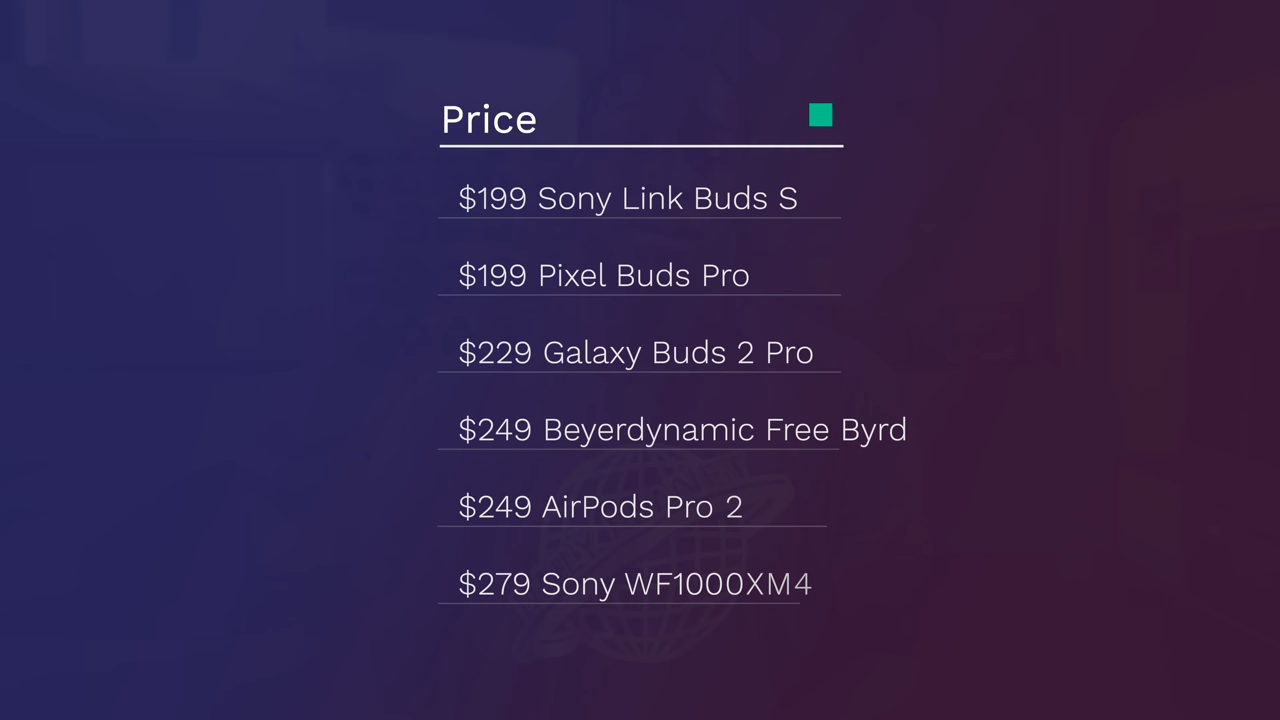 Price
$199 Sony Link Buds S
$199 Pixel Buds Pro
$229 Galaxy Buds 2 Pro
$249 Beyerdynamic Free Byrd
$249 AirPods Pro 2
$279 Sony WF1000XM4